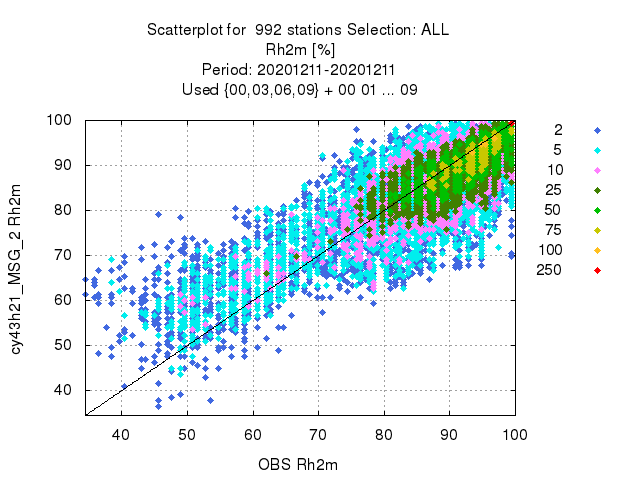 Scatterplot for  992 stations Selection: ALL
Rh2m [%]
Period: 20201211-20201211
Used {00,03,06,09} + 00 01 ... 09
100
90
80
70
60
50
40
cy43h21_MSG_2 Rh2m
40 50 60 70 80 90 100
OBS Rh2m
2
5
10
25
50
75
100
250